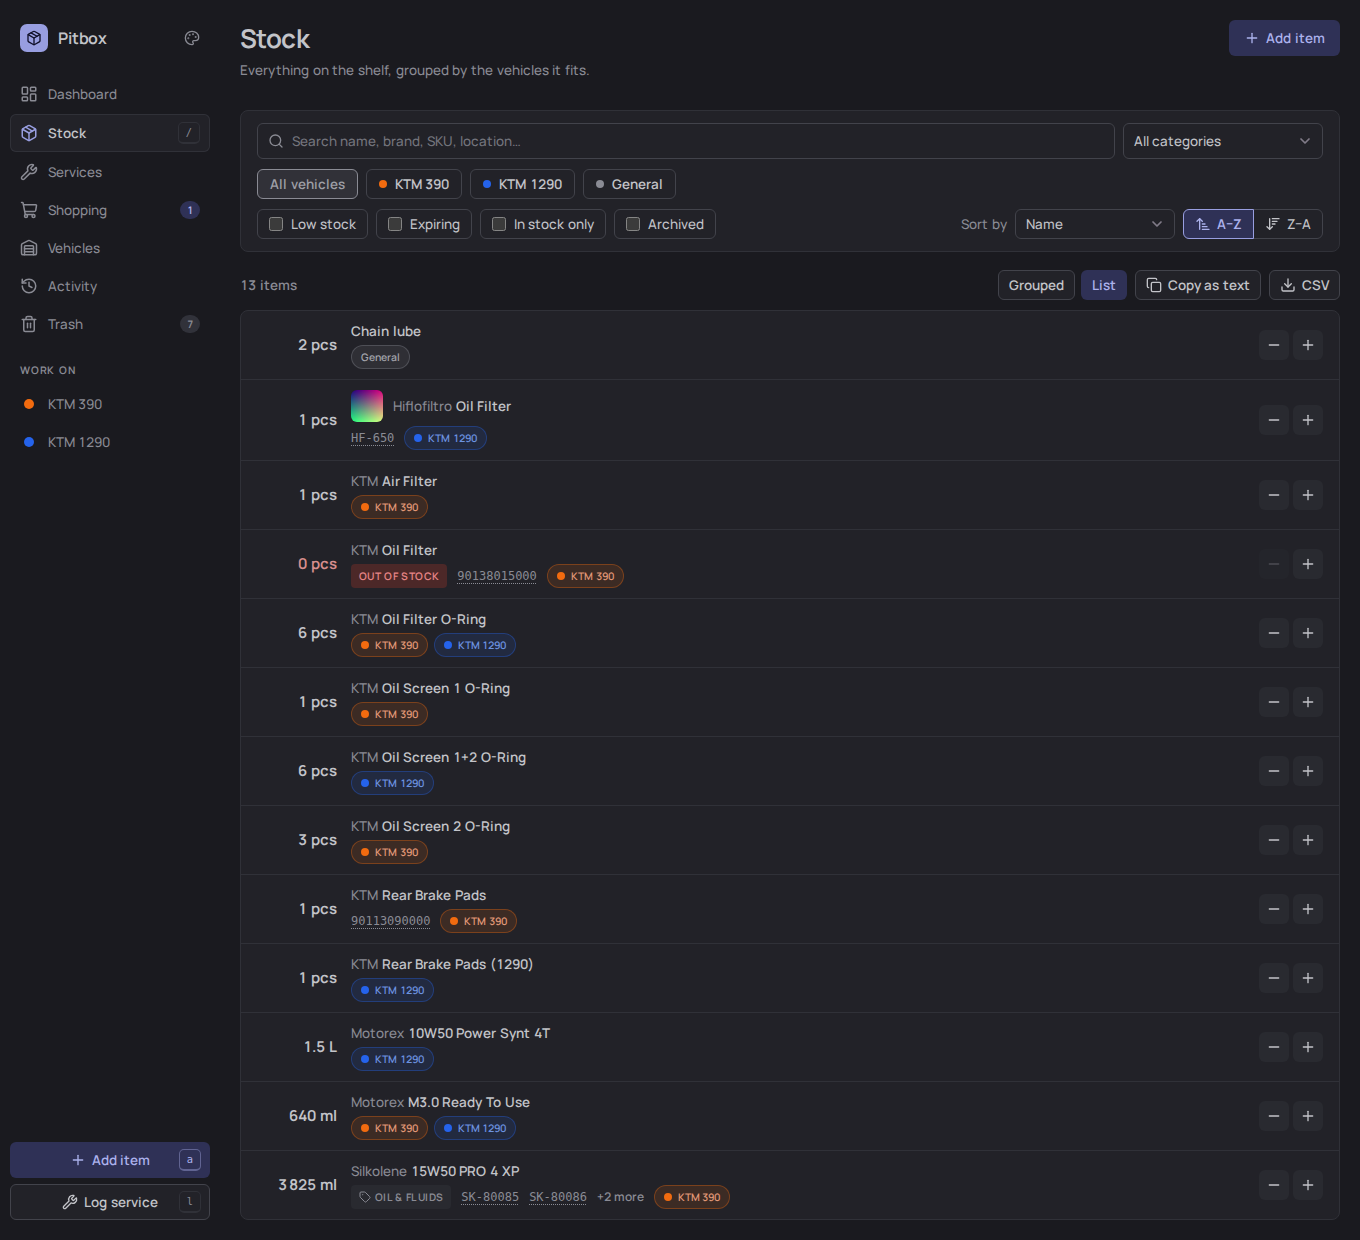 Pitbox
Dashboard
Stock /
Services
Shopping 1
Vehicles
Activity
Trash 7
WORK ON
KTM 390
KTM 1290
Add item a
Log service l
Stock
Add item
Everything on the shelf, grouped by the vehicles it fits.
Search name, brand, SKU, location…
All categories
All vehicles KTM 390 KTM 1290 General
Low stock Expiring In stock only Archived Sort by Name A–Z Z–A
13 items Grouped List Copy as text CSV
2 pcs Chain lube
General
1 pcs Hiflofiltro Oil Filter
HF-650 KTM 1290
1 pcs KTM Air Filter
KTM 390
0 pcs KTM Oil Filter
OUT OF STOCK 90138015000 KTM 390
6 pcs KTM Oil Filter O-Ring
KTM 390 KTM 1290
1 pcs KTM Oil Screen 1 O-Ring
KTM 390
6 pcs KTM Oil Screen 1+2 O-Ring
KTM 1290
3 pcs KTM Oil Screen 2 O-Ring
KTM 390
1 pcs KTM Rear Brake Pads
90113090000 KTM 390
1 pcs KTM Rear Brake Pads (1290)
KTM 1290
1.5 L Motorex 10W50 Power Synt 4T
KTM 1290
640 ml Motorex M3.0 Ready To Use
KTM 390 KTM 1290
3 825 ml Silkolene 15W50 PRO 4 XP
OIL & FLUIDS SK-80085 SK-80086 +2 more KTM 390